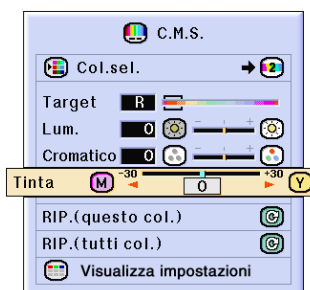 C.M.S.
Col.sel. 2
Target R
Lum. 0 - +
Cromatico 0 - +
Tinta M -30 0 +30 Y
RIP.(questo col.)
RIP.(tutti col.)
Visualizza impostazioni